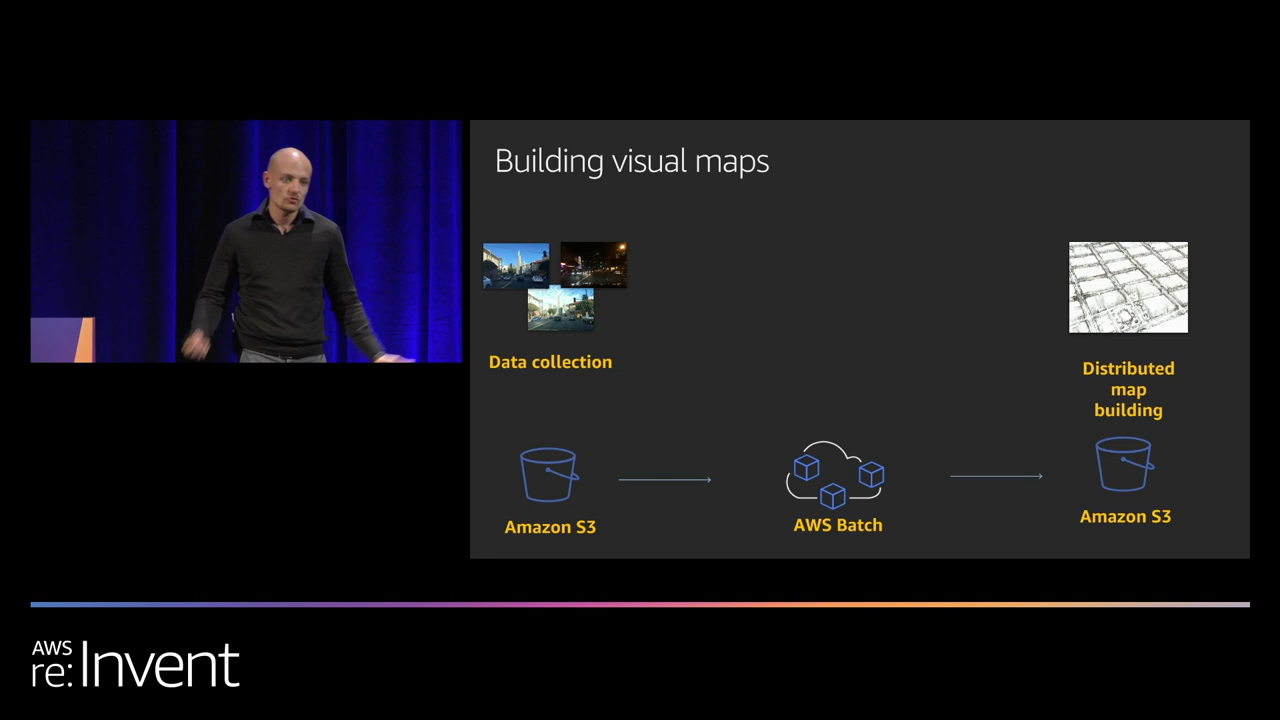 Building visual maps
Data collection
Distributed
map
building
Amazon S3
AWS Batch
Amazon S3
AWS
re:Invent